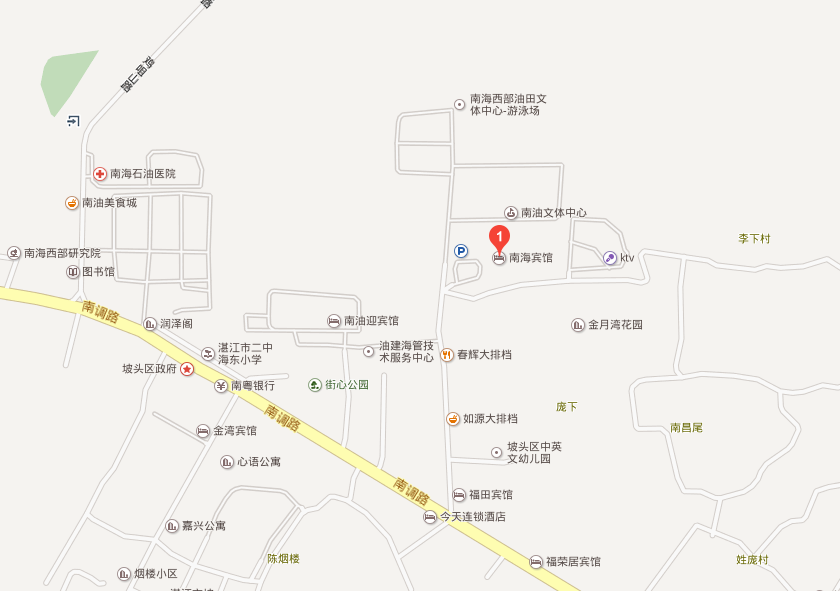 路
鸡咀山路
南海西部油田文
体中心-游泳场
南海石油医院
南油美食城
南油文体中心
1
李下村
南海西部研究院
P
南海宾馆
ktv
图书馆
南调路
润泽阁
南油迎宾馆
金月湾花园
湛江市二中
海东小学
油建海管技
术服务中心
春辉大排档
坡头区政府
南粤银行
街心公园
庞下
南调路
如源大排档
南昌尾
金湾宾馆
坡头区中英
文幼儿园
心语公寓
南调路
福田宾馆
今天连锁酒店
嘉兴公寓
陈烟楼
福荣居宾馆
姓庞村
烟楼小区